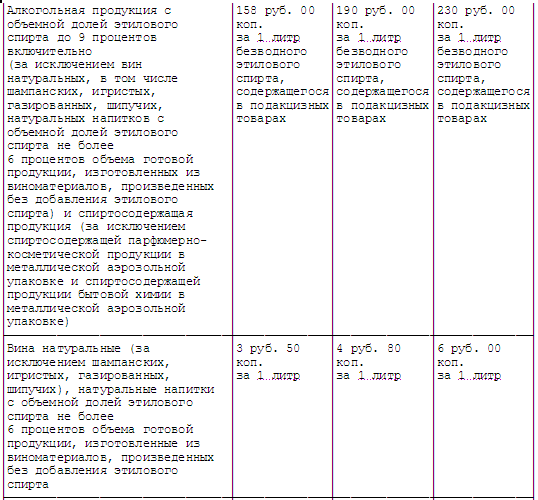 Алкогольная продукция с
объемной долей этилового
спирта до 9 процентов
включительно
(за исключением вин
натуральных, в том числе
шампанских, игристых,
газированных, шипучих,
натуральных напитков с
объемной долей этилового
спирта не более
6 процентов объема готовой
продукции, изготовленных из
виноматериалов, произведенных
без добавления этилового
спирта) и спиртосодержащая
продукция (за исключением
спиртосодержащей парфюмерно-
косметической продукции в
металлической аэрозольной
упаковке и спиртосодержащей
продукции бытовой химии в
металлической аэрозольной
упаковке)
158 руб. 00
коп.
за 1 литр
безводного
этилового
спирта,
содержащегося
в подакцизных
товарах
190 руб. 00
коп.
за 1 литр
безводного
этилового
спирта,
содержащегося
в подакцизных
товарах
230 руб. 00
коп.
за 1 литр
безводного
этилового
спирта,
содержащегося
в подакцизных
товарах
Вина натуральные (за
исключением шампанских,
игристых, газированных,
шипучих), натуральные напитки
с объемной долей этилового
спирта не более
6 процентов объема готовой
продукции, изготовленные из
виноматериалов, произведенных
без добавления этилового
спирта
3 руб. 50
коп.
за 1 литр
4 руб. 80
коп.
за 1 литр
6 руб. 00
коп.
за 1 литр